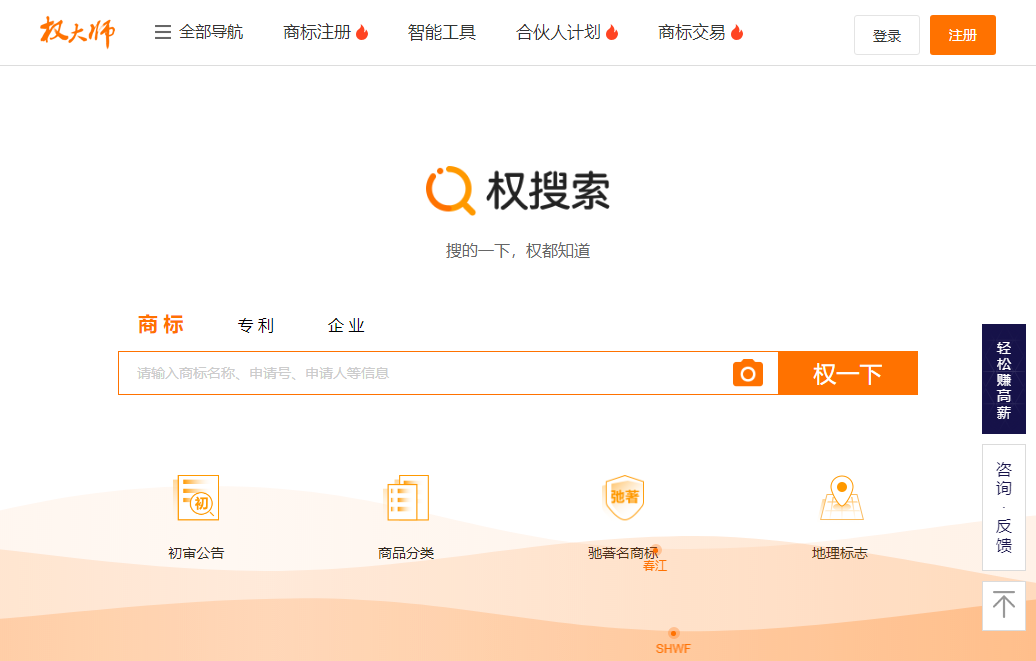 权大师
全部导航
商标注册
智能工具
合伙人计划
商标交易
登录
注册
权搜索
搜的一下，权都知道
商标
专利
企业
请输入商标名称、申请号、申请人等信息
权一下
轻松赚高薪
咨询·反馈
初
弛著
初审公告
商品分类
驰著名商标
地理标志
春江
SHWF